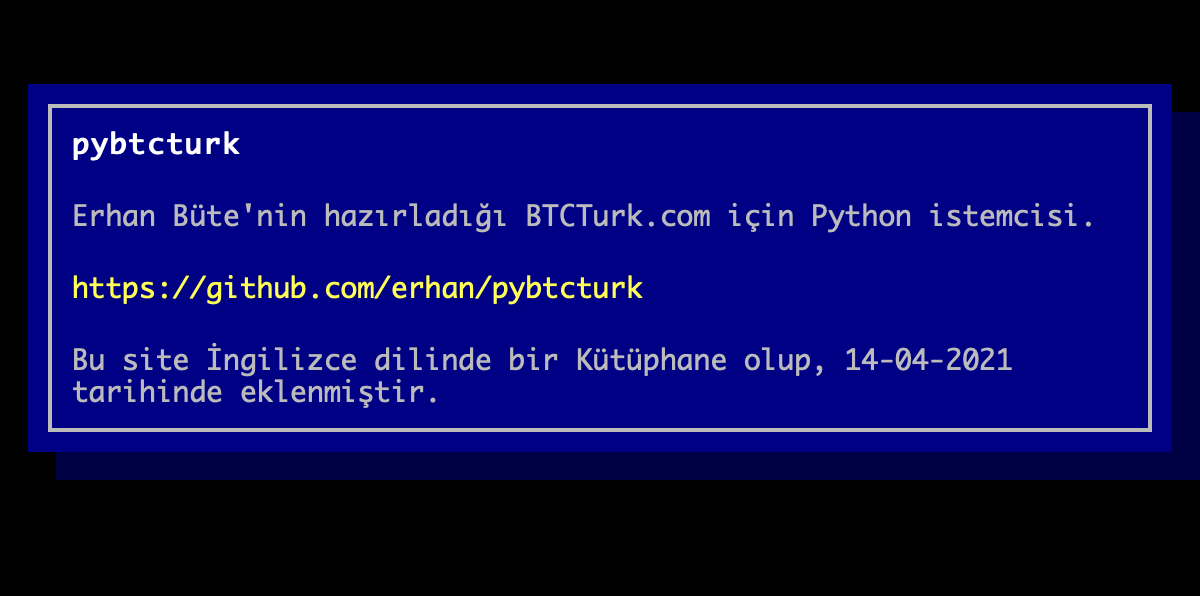 pybtcturk
Erhan Büte'nin hazırladığı BTCTurk.com için Python istemcisi.
https://github.com/erhan/pybtcturk
Bu site İngilizce dilinde bir Kütüphane olup, 14-04-2021
tarihinde eklenmiştir.